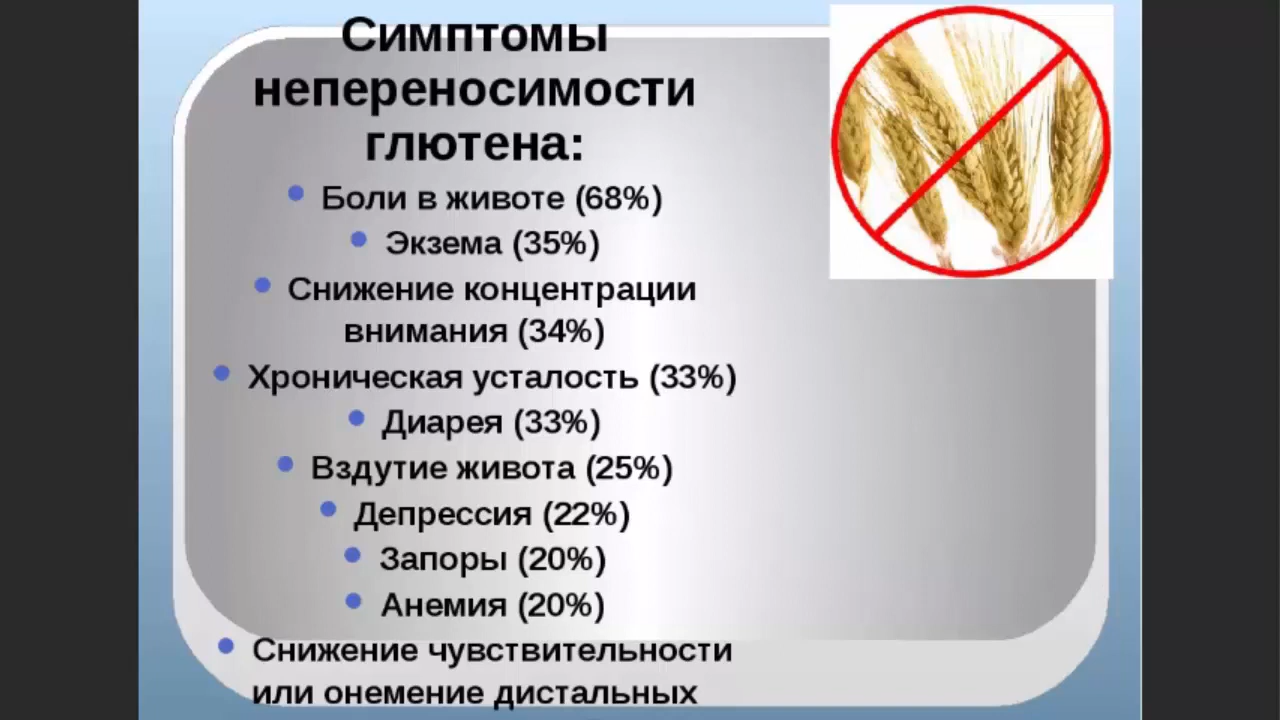 Симптомы
непереносимости
глютена:
• Боли в животе (68%)
• Экзема (35%)
• Снижение концентрации
внимания (34%)
• Хроническая усталость (33%)
• Диарея (33%)
• Вздутие живота (25%)
• Депрессия (22%)
• Запоры (20%)
• Анемия (20%)
• Снижение чувствительности
или онемение дистальных